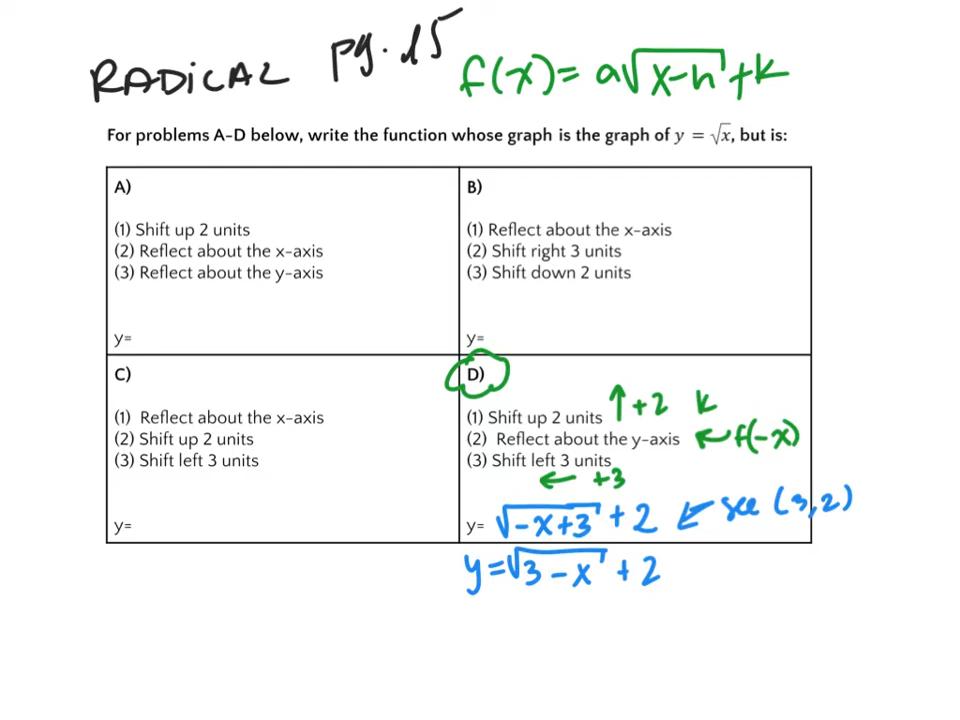 RADICAL pg. 15
f(x) = a√x-h + k
For problems A-D below, write the function whose graph is the graph of y = √x, but is:
A)
(1) Shift up 2 units
(2) Reflect about the x-axis
(3) Reflect about the y-axis
y=
B)
(1) Reflect about the x-axis
(2) Shift right 3 units
(3) Shift down 2 units
y=
C)
(1) Reflect about the x-axis
(2) Shift up 2 units
(3) Shift left 3 units
y=
D)
(1) Shift up 2 units ↑ +2 k
(2) Reflect about the y-axis ← f(-x)
(3) Shift left 3 units
← +3
y= √-x+3 + 2 ← see (3,2)
y = √3-x + 2